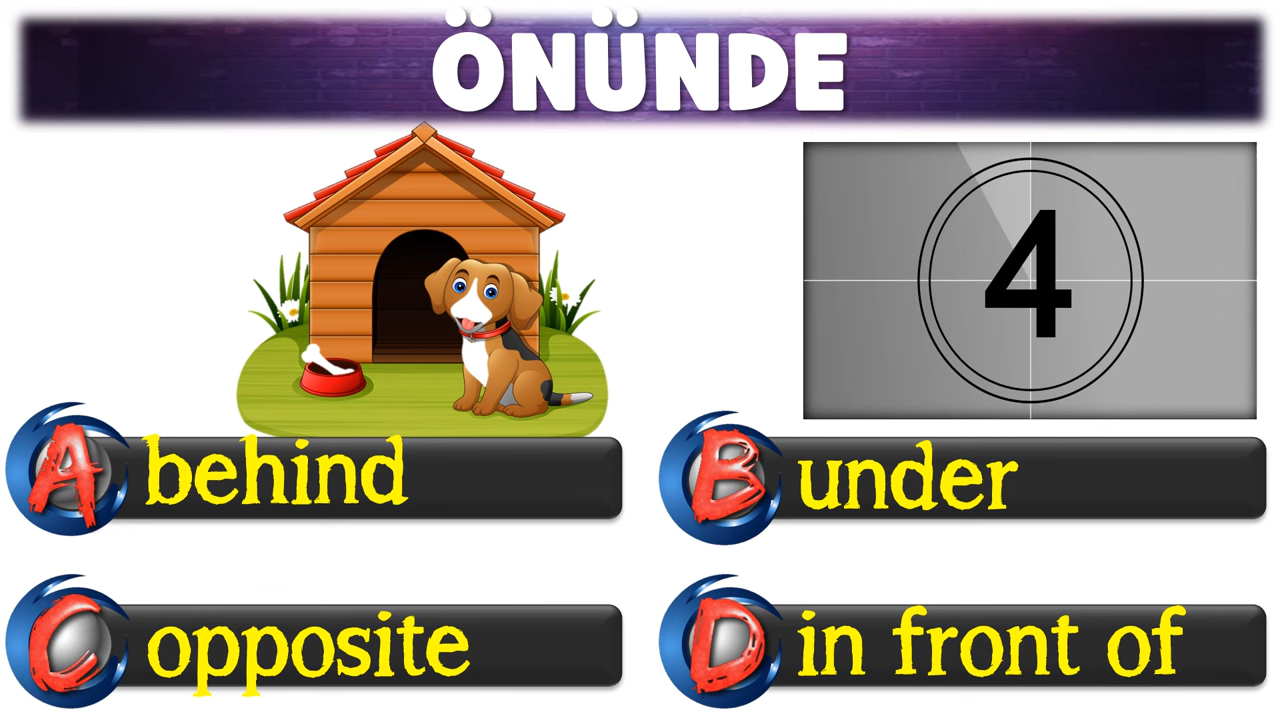 ÖNÜNDE
4
A behind
B under
C opposite
D in front of